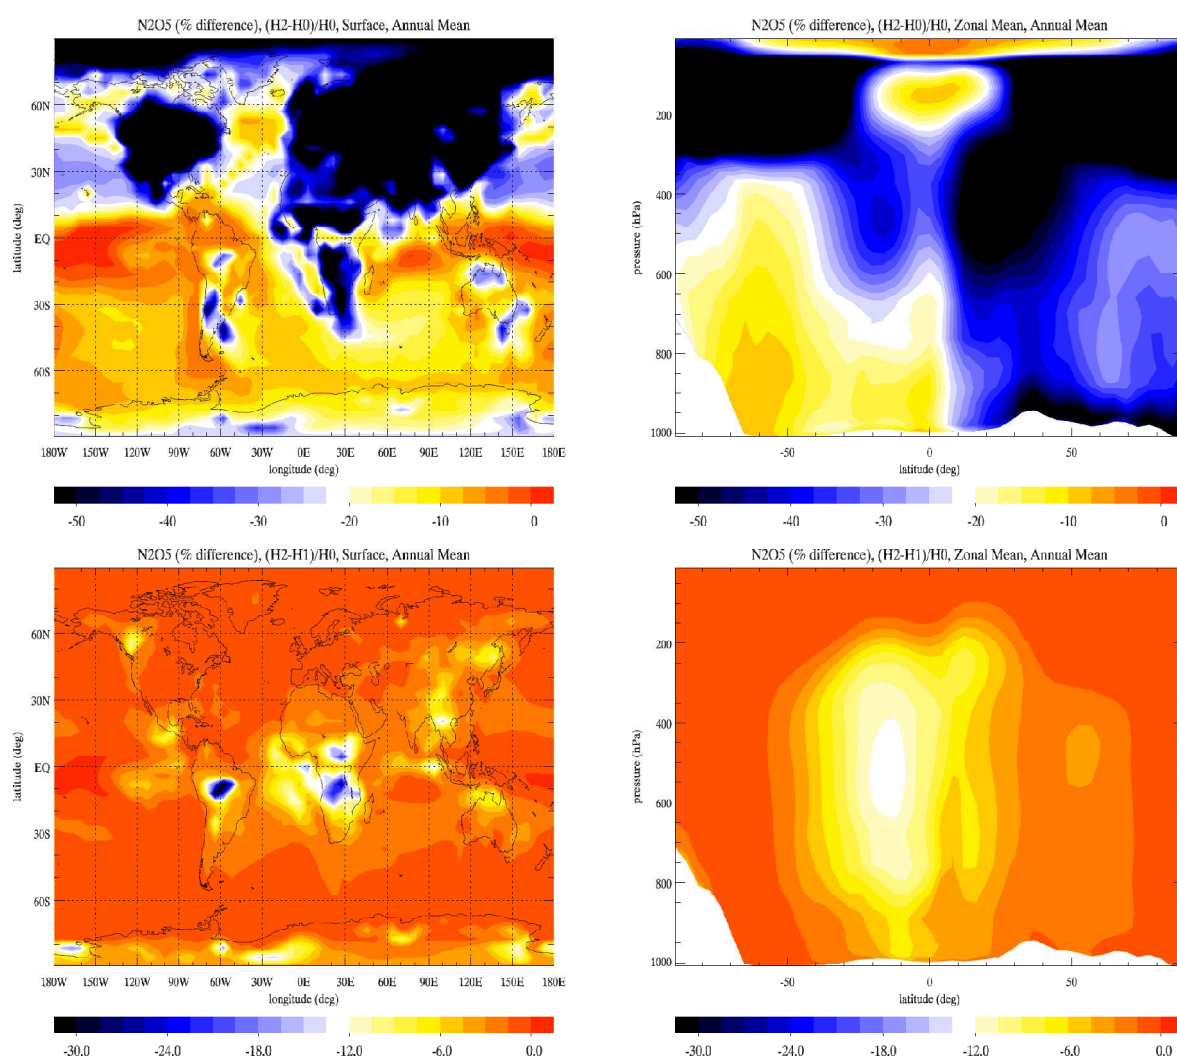 N2O5 (% difference), (H2-H0)/H0, Surface, Annual Mean
60N
30N
EQ
30S
60S
latitude (deg)
180W 150W 120W 90W 60W 30W 0E 30E 60E 90E 120E 150E 180E
longitude (deg)
-50 -40 -30 -20 -10 0
N2O5 (% difference), (H2-H0)/H0, Zonal Mean, Annual Mean
200
400
600
800
1000
pressure (hPa)
-50 0 50
latitude (deg)
-50 -40 -30 -20 -10 0
N2O5 (% difference), (H2-H1)/H0, Surface, Annual Mean
60N
30N
EQ
30S
60S
latitude (deg)
180W 150W 120W 90W 60W 30W 0E 30E 60E 90E 120E 150E 180E
longitude (deg)
-30.0 -24.0 -18.0 -12.0 -6.0 0.0
N2O5 (% difference), (H2-H1)/H0, Zonal Mean, Annual Mean
200
400
600
800
1000
pressure (hPa)
-50 0 50
latitude (deg)
-30.0 -24.0 -18.0 -12.0 -6.0 0.0